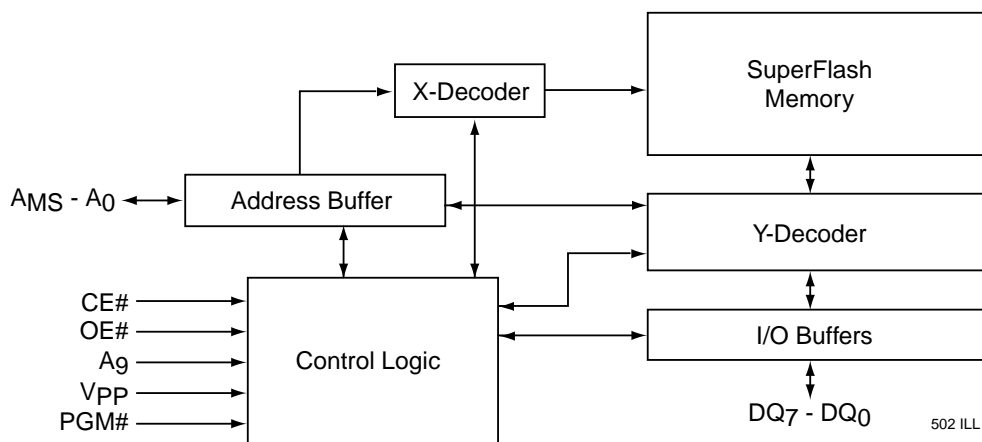 SuperFlash
Memory
X-Decoder
AMS - A0
Address Buffer
Y-Decoder
CE#
OE#
A9
VPP
PGM#
Control Logic
I/O Buffers
DQ7 - DQ0
502 ILL